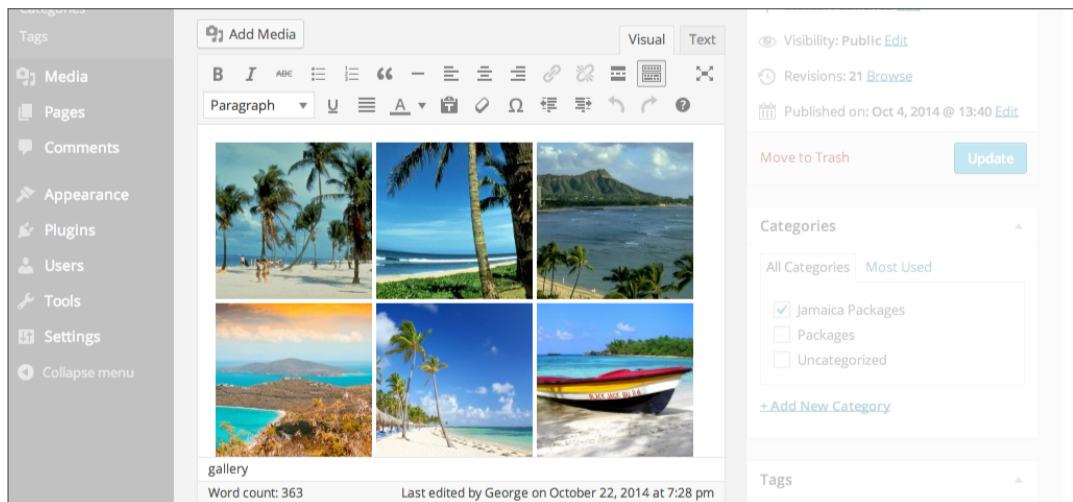 Categories
Tags
Media
Pages
Comments
Appearance
Plugins
Users
Tools
Settings
Collapse menu
Add Media
Visual Text
B I ABC
Paragraph U A Ω
gallery
Word count: 363 Last edited by George on October 22, 2014 at 7:28 pm
Edit
Visibility: Public Edit
Revisions: 21 Browse
Published on: Oct 4, 2014 @ 13:40 Edit
Move to Trash Update
Categories
All Categories Most Used
Jamaica Packages
Packages
Uncategorized
+ Add New Category
Tags